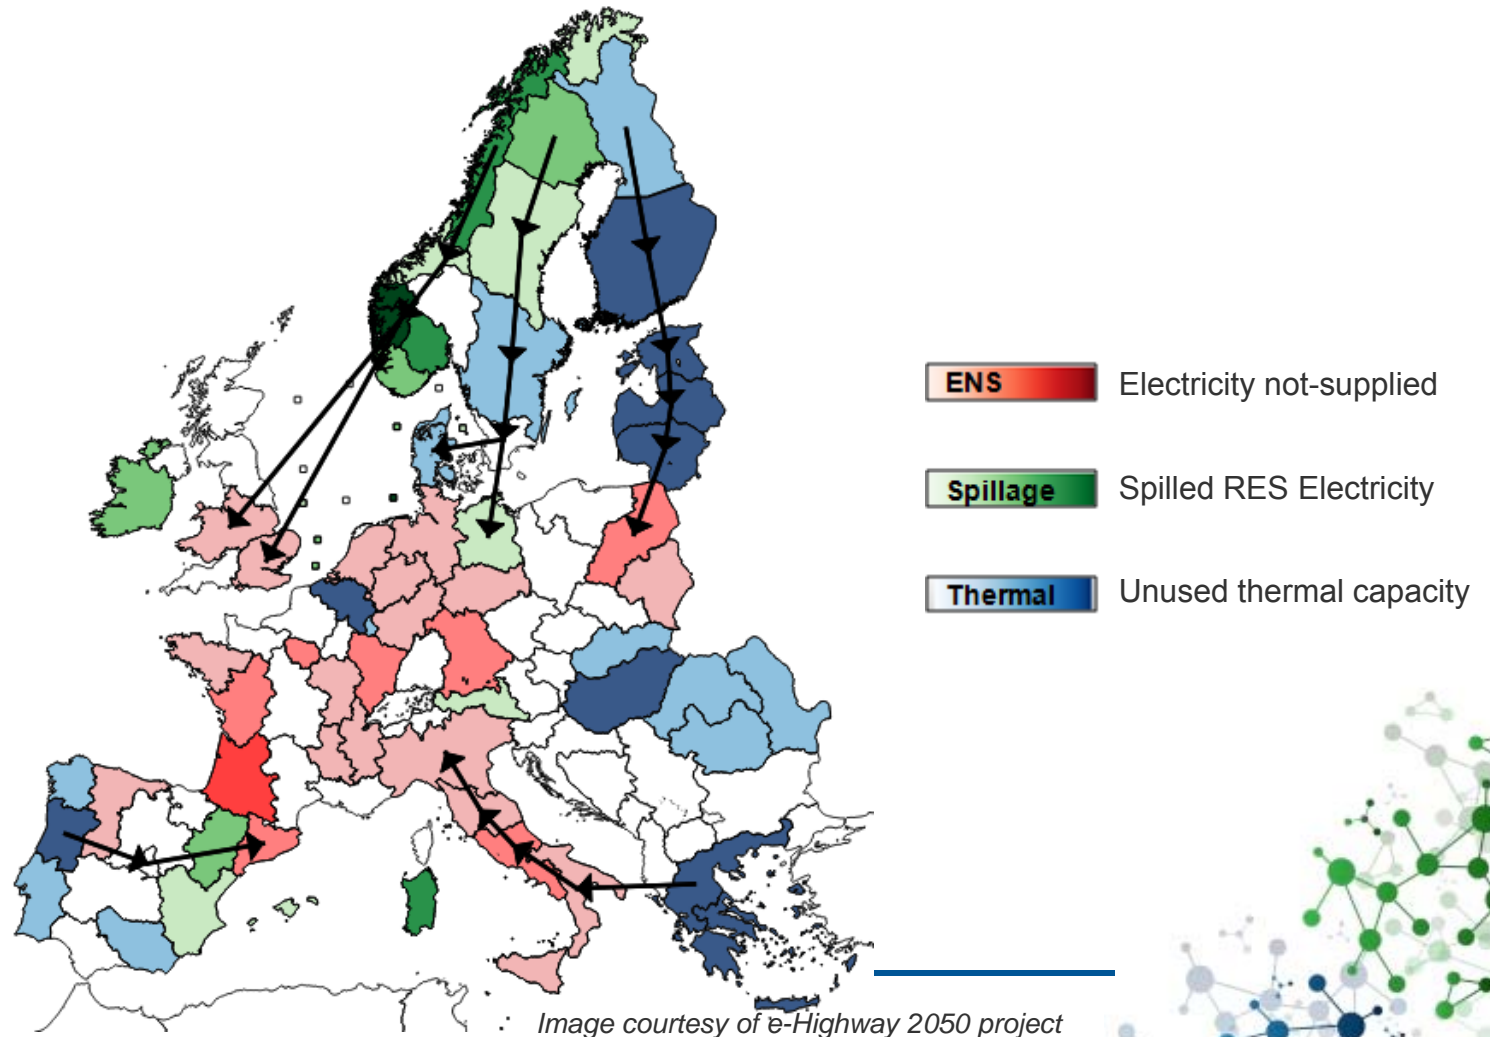 ENS
Electricity not-supplied
Spillage
Spilled RES Electricity
Thermal
Unused thermal capacity
Image courtesy of e-Highway 2050 project